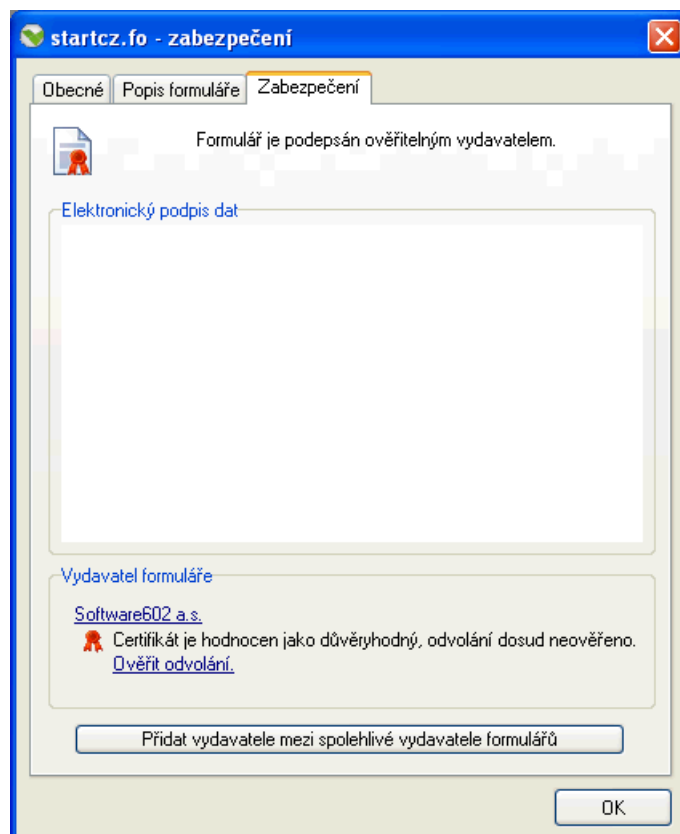 startcz.fo - zabezpečení
Obecné Popis formuláře Zabezpečení
Formulář je podepsán ověřitelným vydavatelem.
Elektronický podpis dat
Vydavatel formuláře
Software602 a.s.
Certifikát je hodnocen jako důvěryhodný, odvolání dosud neověřeno.
Ověřit odvolání.
Přidat vydavatele mezi spolehlivé vydavatele formulářů
OK